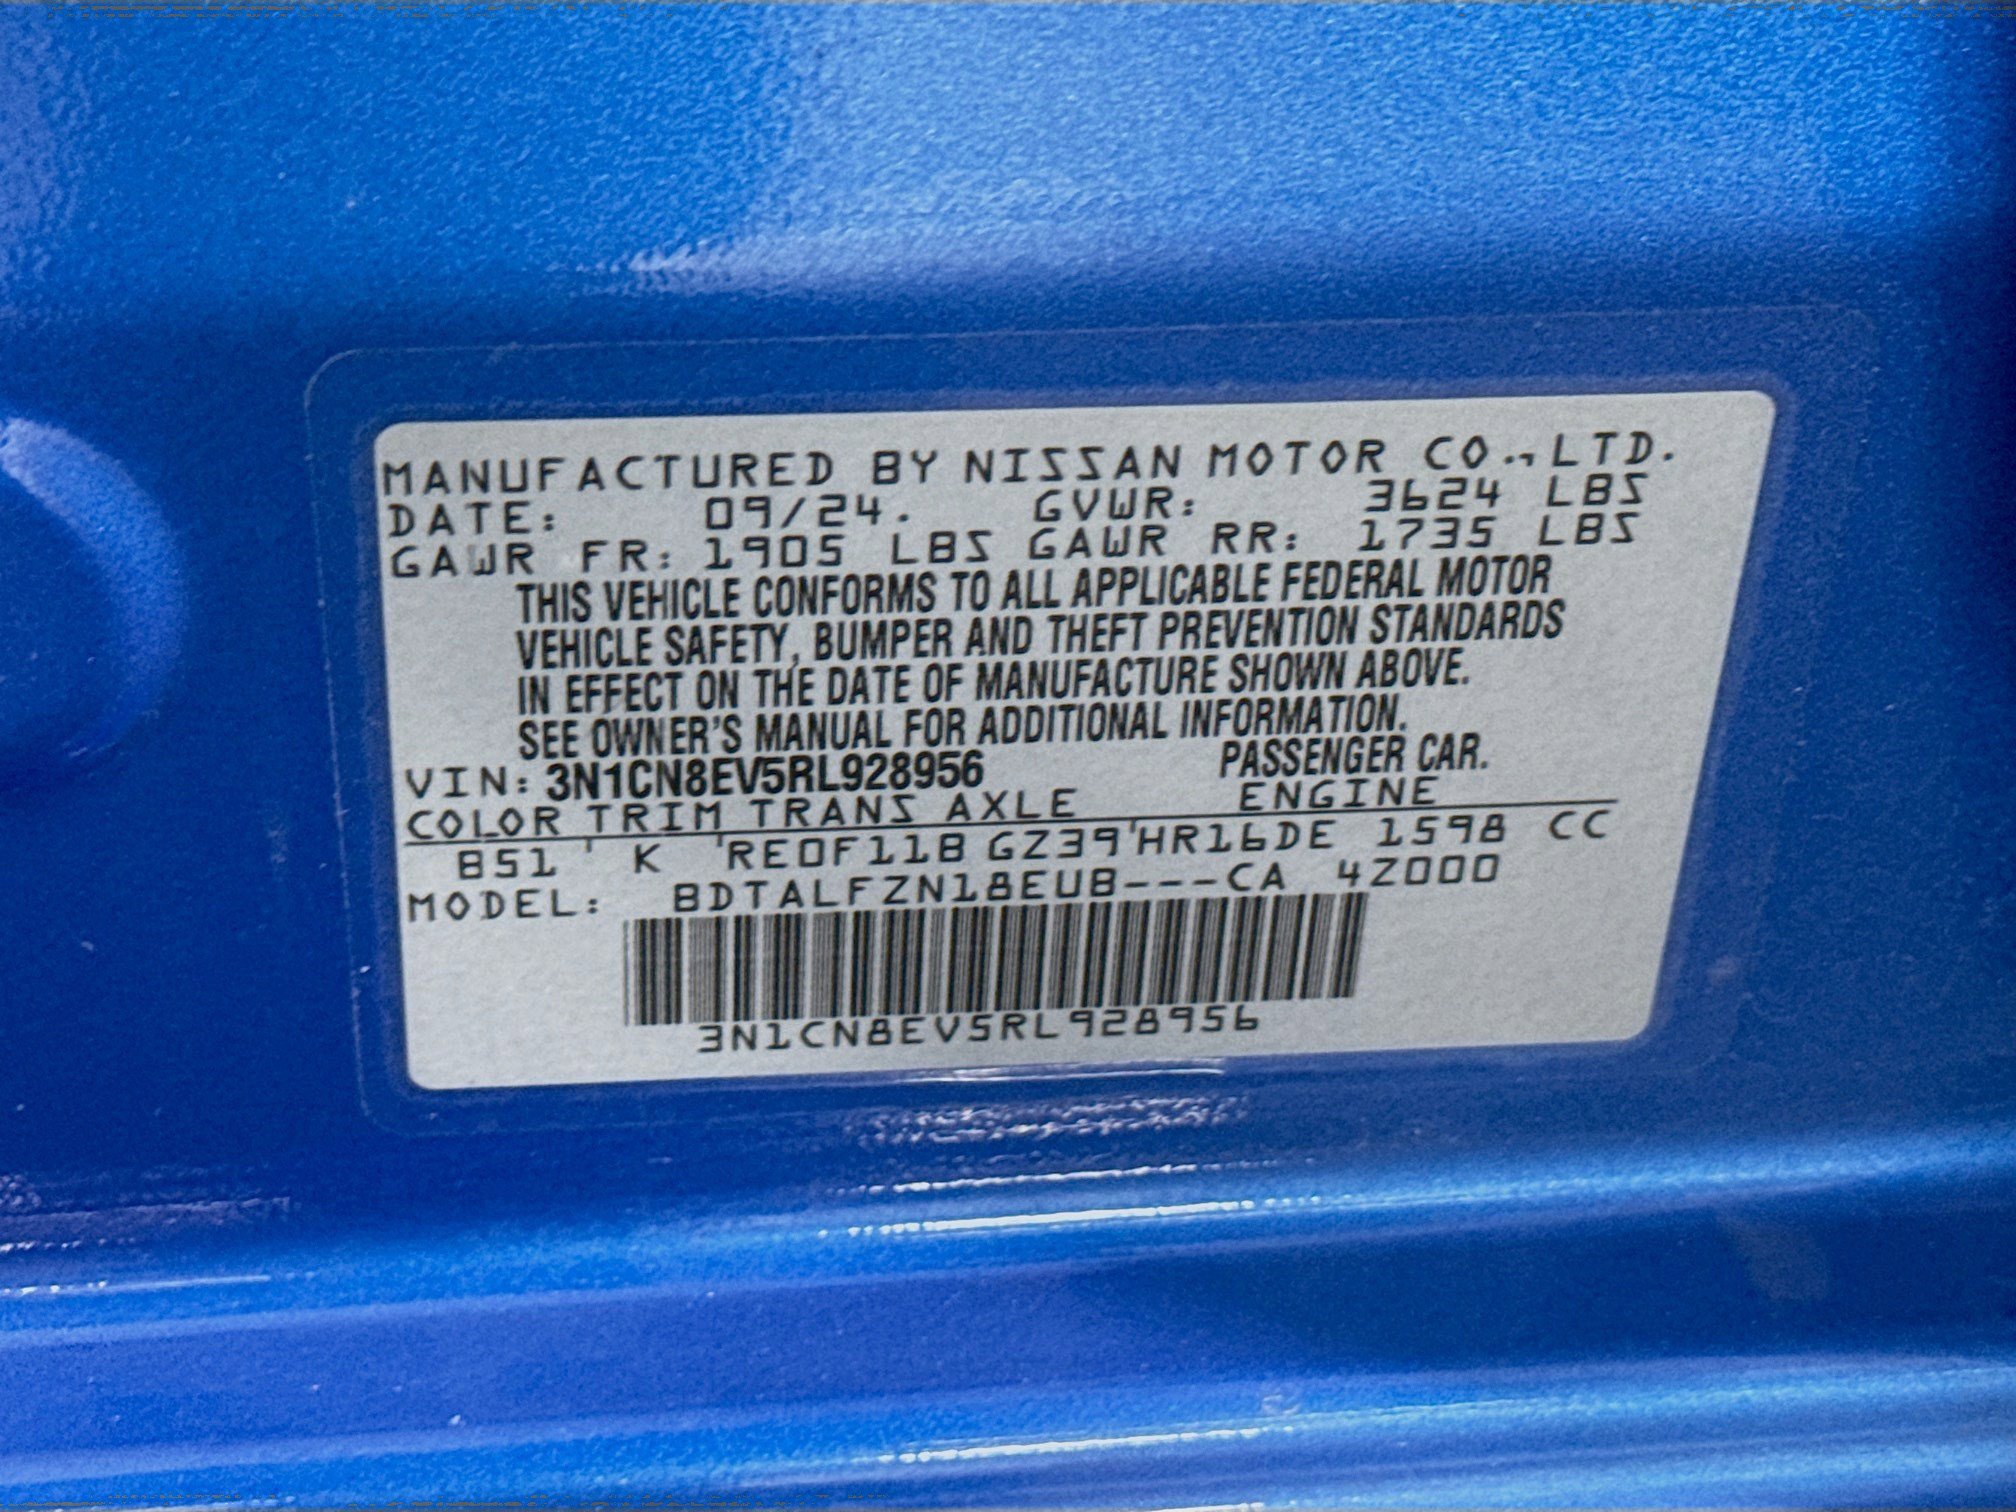 MANUFACTURED BY NISSAN MOTOR CO., LTD.
DATE: 09/24. GVWR: 3624 LBS
GAWR FR: 1905 LBS GAWR RR: 1735 LBS
THIS VEHICLE CONFORMS TO ALL APPLICABLE FEDERAL MOTOR
VEHICLE SAFETY, BUMPER AND THEFT PREVENTION STANDARDS
IN EFFECT ON THE DATE OF MANUFACTURE SHOWN ABOVE.
SEE OWNER'S MANUAL FOR ADDITIONAL INFORMATION.
VIN: 3N1CN8EV5RL928956 PASSENGER CAR.
COLOR TRIM TRANS AXLE ENGINE
B51 K RE0F11B GZ39 HR16DE 1598 CC
MODEL: BDTALFZN18EUB---CA 4Z000
3N1CN8EV5RL928956